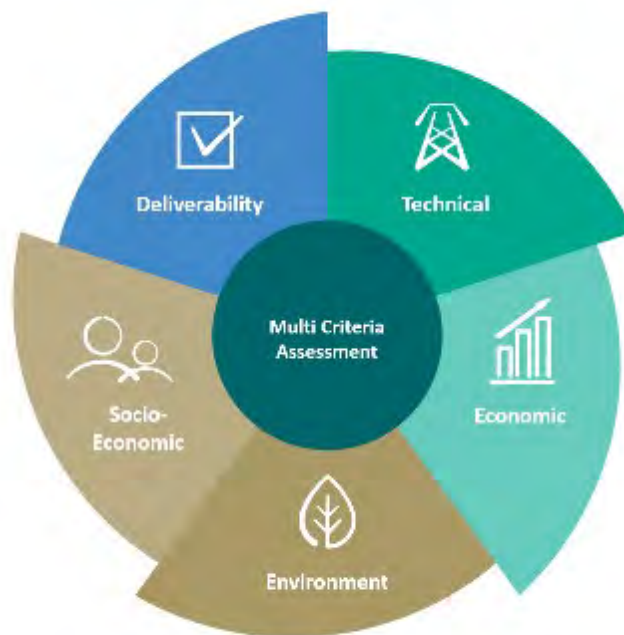 Deliverability
Technical
Multi Criteria
Assessment
Socio-
Economic
Economic
Environment